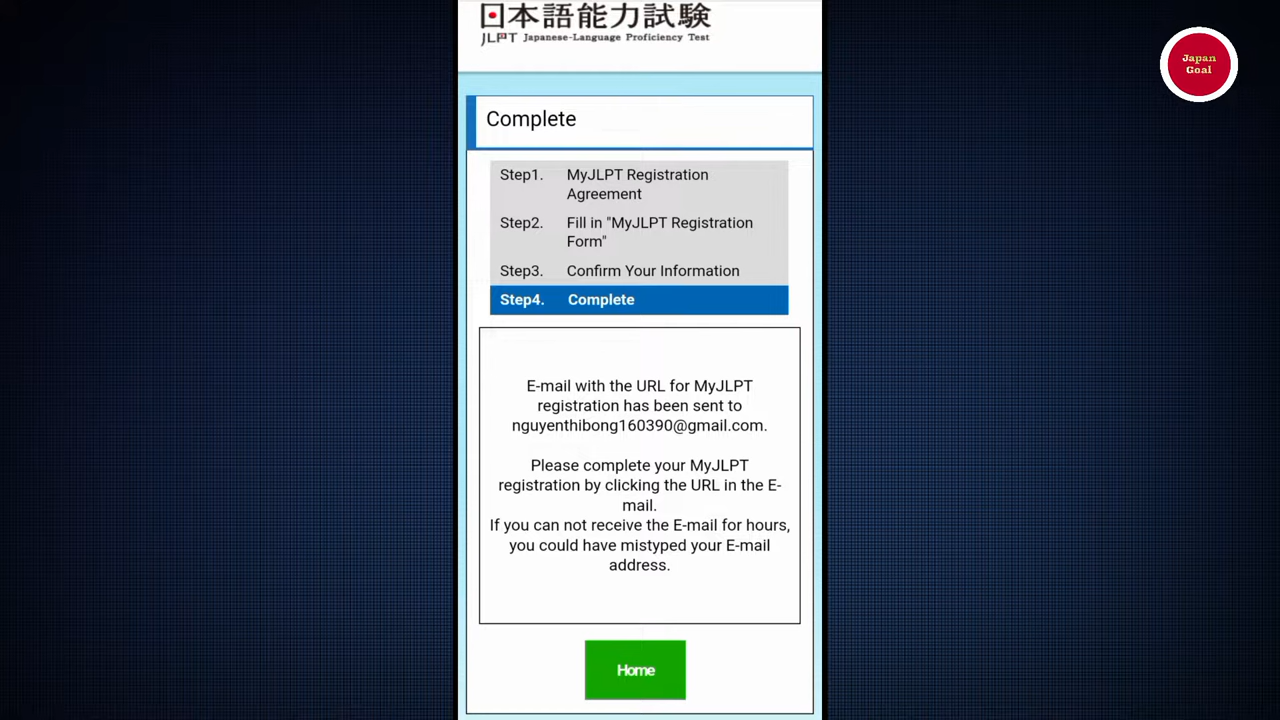 日本語能力試験
JLPT Japanese-Language Proficiency Test
Japan
Goal
Complete
Step1. MyJLPT Registration
Agreement
Step2. Fill in "MyJLPT Registration
Form"
Step3. Confirm Your Information
Step4. Complete
E-mail with the URL for MyJLPT
registration has been sent to
nguyenthibong160390@gmail.com.
Please complete your MyJLPT
registration by clicking the URL in the E-
mail.
If you can not receive the E-mail for hours,
you could have mistyped your E-mail
address.
Home